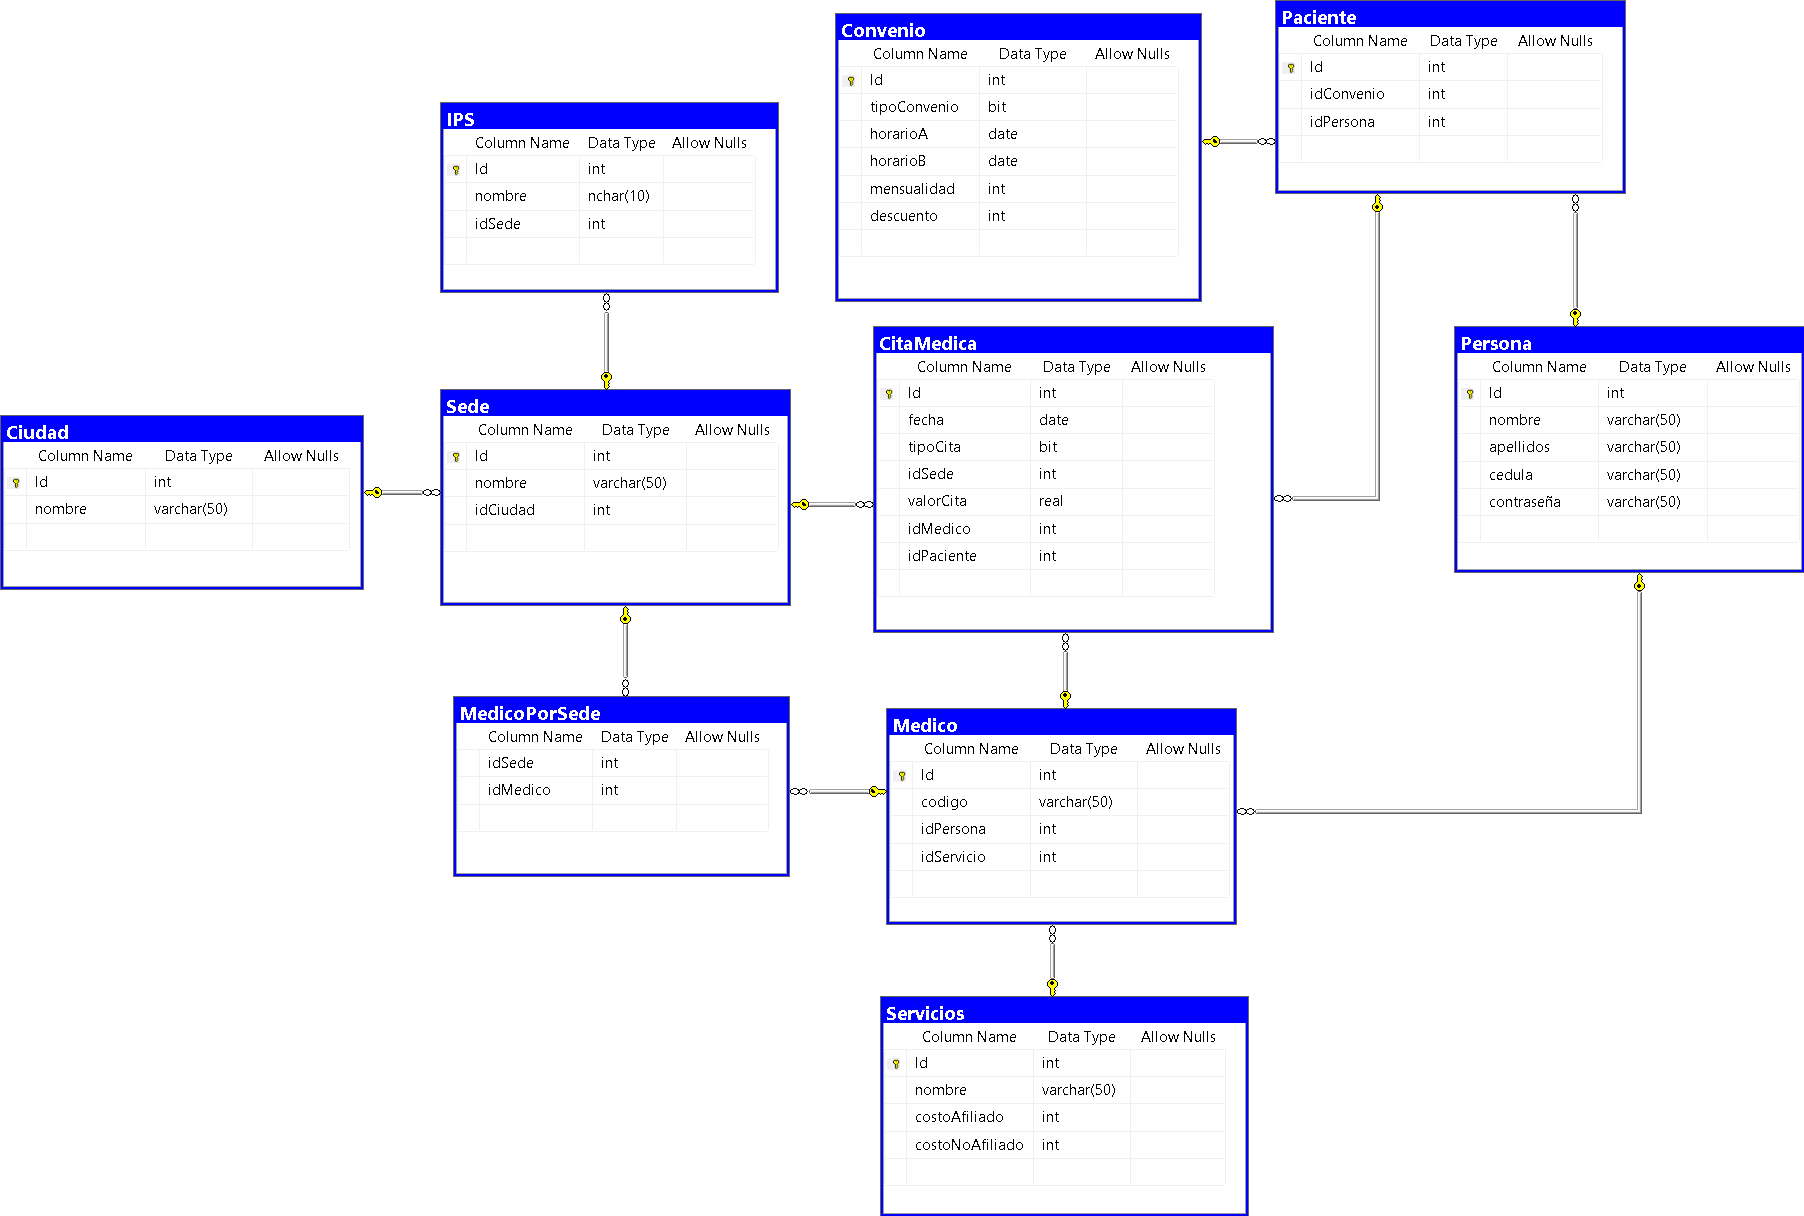 Convenio
Column Name Data Type Allow Nulls
Id int
tipoConvenio bit
horarioA date
horarioB date
mensualidad int
descuento int
Paciente
Column Name Data Type Allow Nulls
Id int
idConvenio int
idPersona int
IPS
Column Name Data Type Allow Nulls
Id int
nombre nchar(10)
idSede int
CitaMedica
Column Name Data Type Allow Nulls
Id int
fecha date
tipoCita bit
idSede int
valorCita real
idMedico int
idPaciente int
Persona
Column Name Data Type Allow Nulls
Id int
nombre varchar(50)
apellidos varchar(50)
cedula varchar(50)
contraseña varchar(50)
Ciudad
Column Name Data Type Allow Nulls
Id int
nombre varchar(50)
Sede
Column Name Data Type Allow Nulls
Id int
nombre varchar(50)
idCiudad int
MedicoPorSede
Column Name Data Type Allow Nulls
idSede int
idMedico int
Medico
Column Name Data Type Allow Nulls
Id int
codigo varchar(50)
idPersona int
idServicio int
Servicios
Column Name Data Type Allow Nulls
Id int
nombre varchar(50)
costoAfiliado int
costoNoAfiliado int